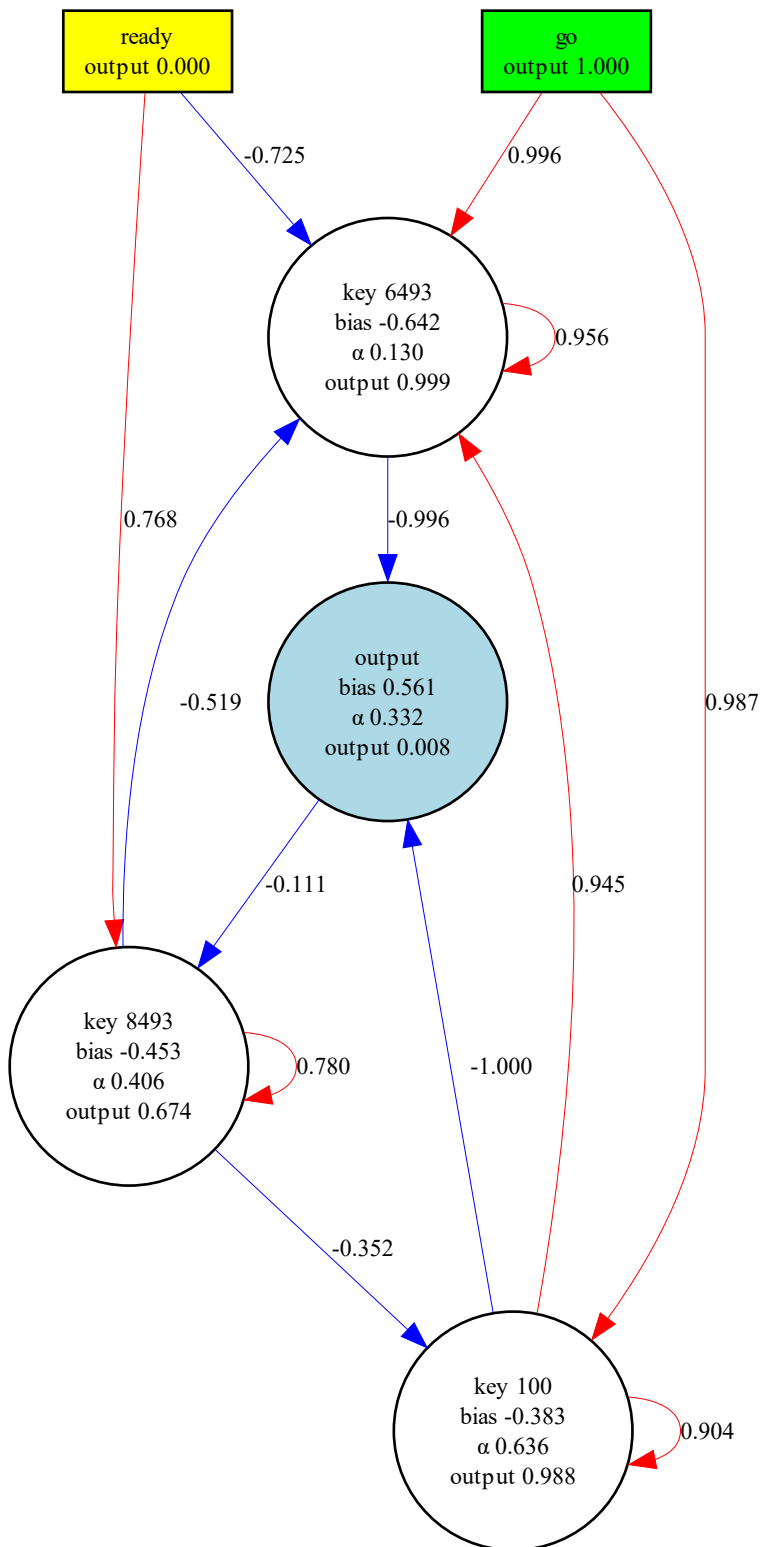 ready
output 0.000
go
output 1.000
-0.725
0.996
key 6493
bias -0.642
α 0.130
output 0.999
0.956
0.768
-0.996
output
bias 0.561
α 0.332
output 0.008
-0.519
0.987
-0.111
0.945
key 8493
bias -0.453
α 0.406
output 0.674
0.780
-1.000
-0.352
key 100
bias -0.383
α 0.636
output 0.988
0.904